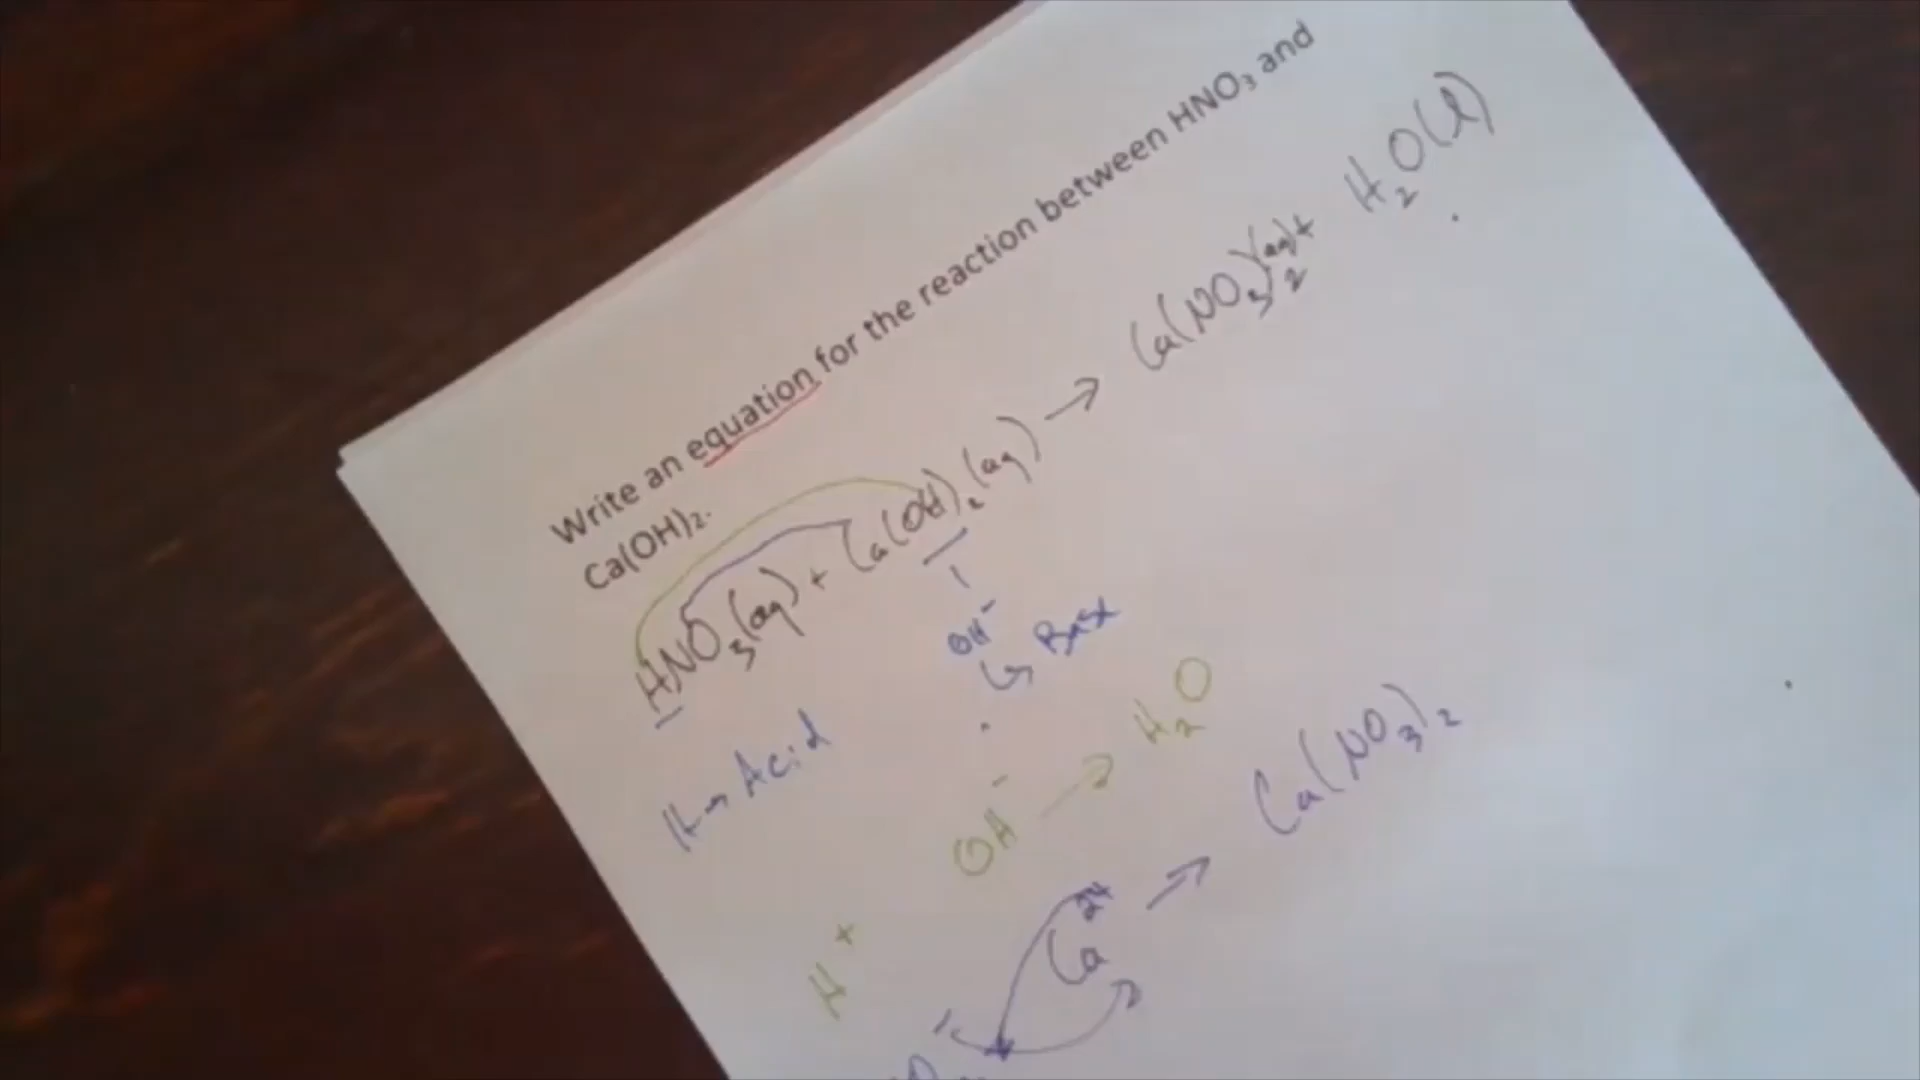 Write an equation for the reaction between HNO₃ and
Ca(OH)₂.
HNO₃(aq) + Ca(OH)₂(aq) → Ca(NO₃)₂(aq) + H₂O(l)
OH⁻
↳ Base
H → Acid
H⁺ OH⁻ → H₂O
Ca²⁺ → Ca(NO₃)₂